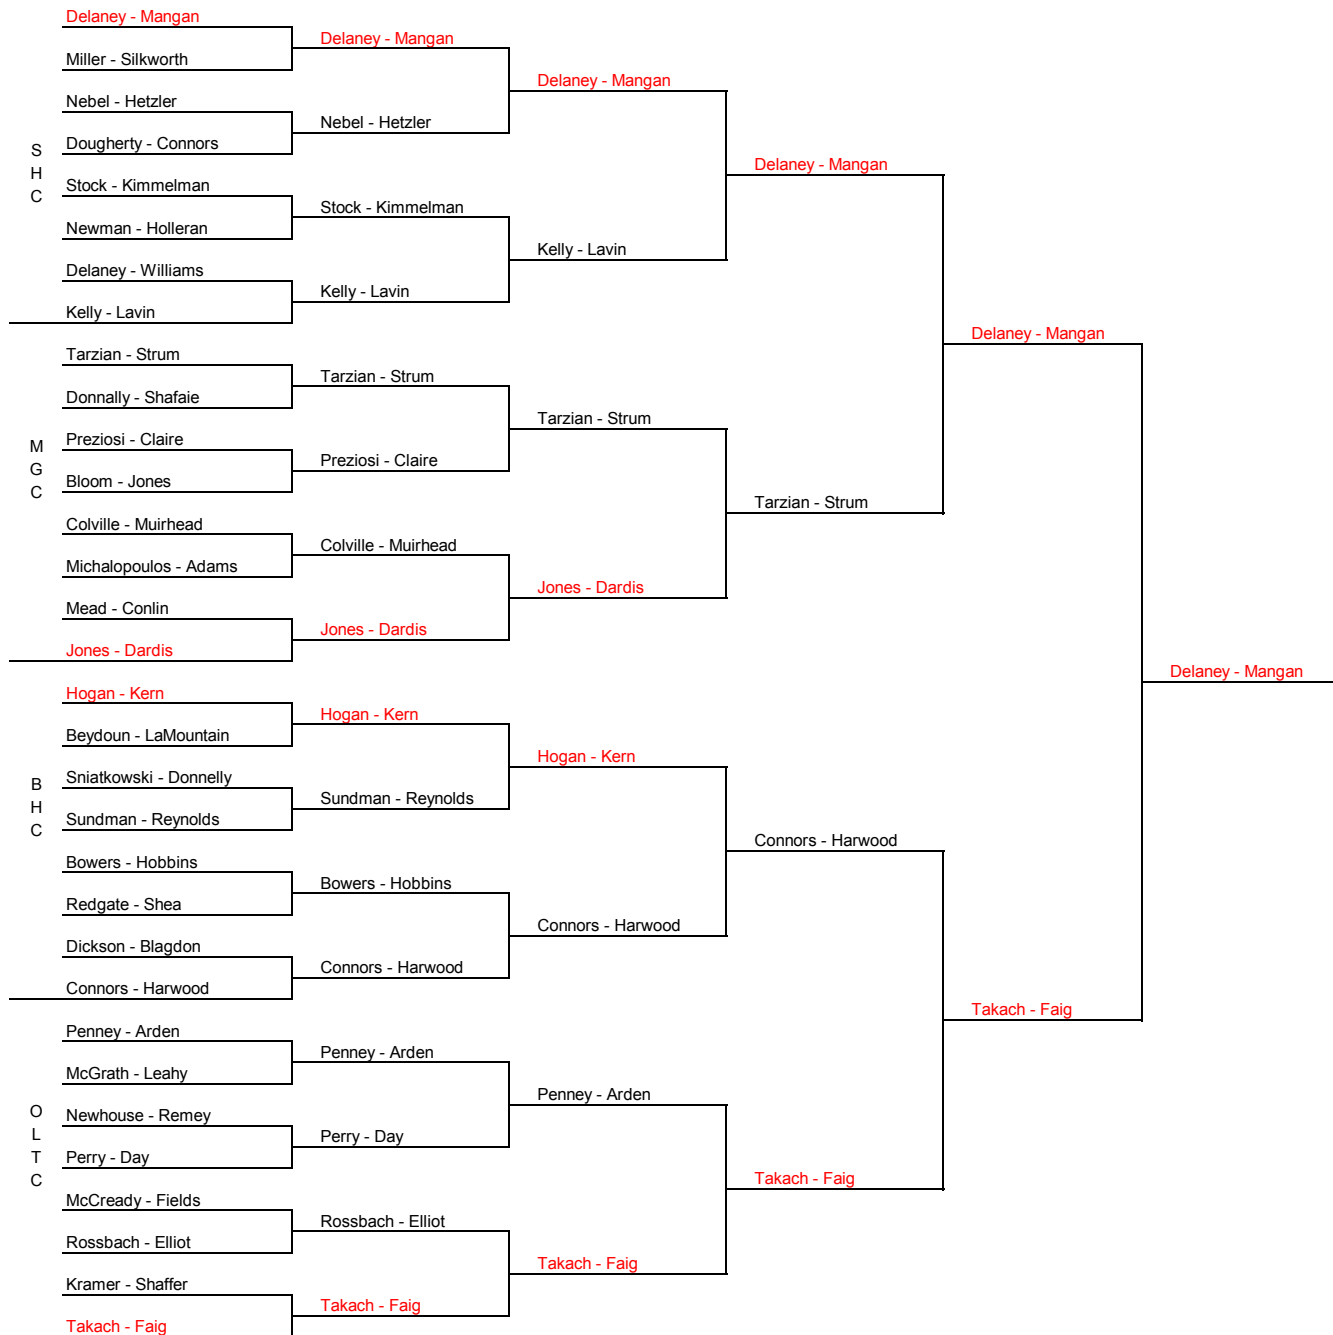 Delaney - Mangan
Miller - Silkworth
Nebel - Hetzler
Dougherty - Connors
Stock - Kimmelman
Newman - Holleran
Delaney - Williams
Kelly - Lavin
S
H
C
Tarzian - Strum
Donnally - Shafaie
Preziosi - Claire
Bloom - Jones
Colville - Muirhead
Michalopoulos - Adams
Mead - Conlin
Jones - Dardis
M
G
C
Hogan - Kern
Beydoun - LaMountain
Sniatkowski - Donnelly
Sundman - Reynolds
Bowers - Hobbins
Redgate - Shea
Dickson - Blagdon
Connors - Harwood
B
H
C
Penney - Arden
McGrath - Leahy
Newhouse - Remey
Perry - Day
McCready - Fields
Rossbach - Elliot
Kramer - Shaffer
Takach - Faig
O
L
T
C
Delaney - Mangan
Nebel - Hetzler
Stock - Kimmelman
Kelly - Lavin
Tarzian - Strum
Preziosi - Claire
Colville - Muirhead
Jones - Dardis
Hogan - Kern
Sundman - Reynolds
Bowers - Hobbins
Connors - Harwood
Penney - Arden
Perry - Day
Rossbach - Elliot
Takach - Faig
Delaney - Mangan
Kelly - Lavin
Tarzian - Strum
Jones - Dardis
Hogan - Kern
Connors - Harwood
Penney - Arden
Takach - Faig
Delaney - Mangan
Tarzian - Strum
Connors - Harwood
Takach - Faig
Delaney - Mangan
Takach - Faig
Delaney - Mangan